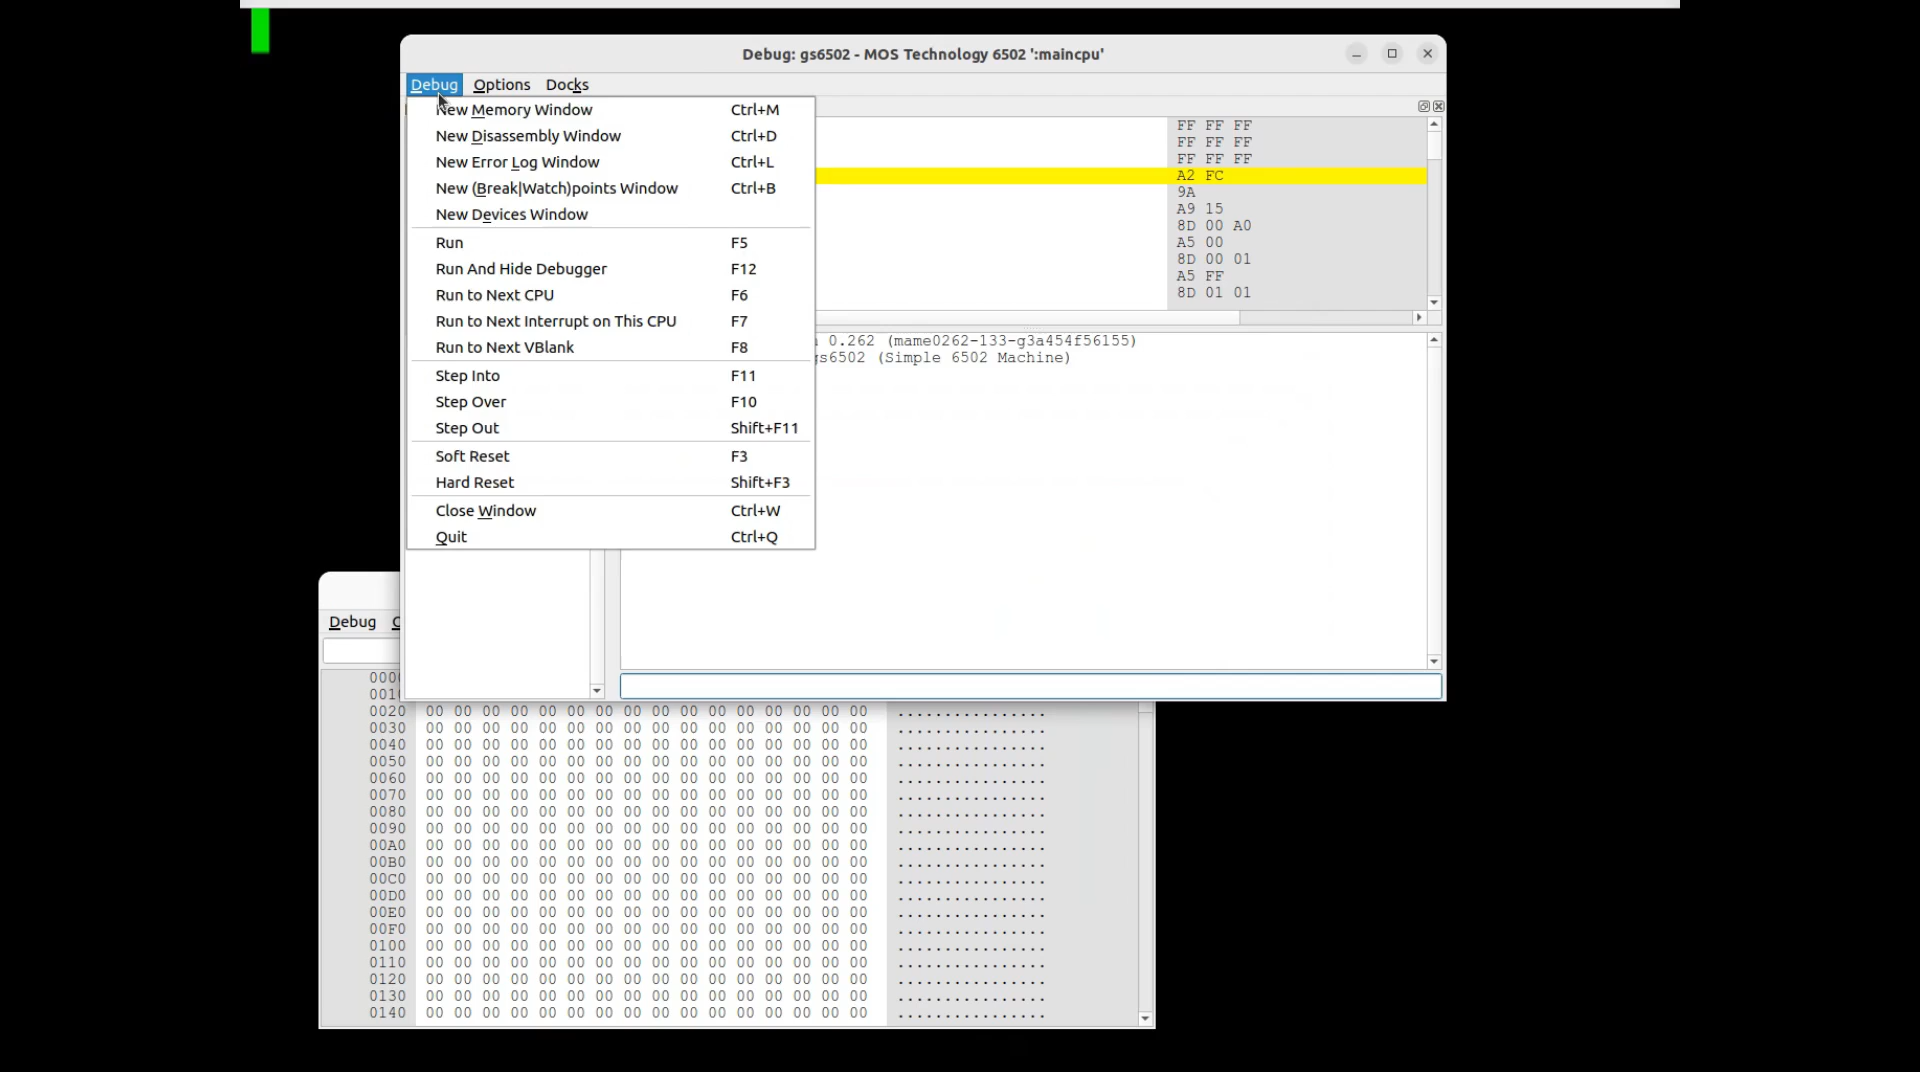 Debug: gs6502 - MOS Technology 6502 ':maincpu'
Debug Options Docks
New Memory Window Ctrl+M
New Disassembly Window Ctrl+D
New Error Log Window Ctrl+L
New (Break|Watch)points Window Ctrl+B
New Devices Window
Run F5
Run And Hide Debugger F12
Run to Next CPU F6
Run to Next Interrupt on This CPU F7
Run to Next VBlank F8
Step Into F11
Step Over F10
Step Out Shift+F11
Soft Reset F3
Hard Reset Shift+F3
Close Window Ctrl+W
Quit Ctrl+Q
FF FF FF
FF FF FF
FF FF FF
A2 FC
9A
A9 15
8D 00 A0
A5 00
8D 00 01
A5 FF
8D 01 01
0.262 (mame0262-133-g3a454f56155)
gs6502 (Simple 6502 Machine)
Debug
0020 00 00 00 00 00 00 00 00 00 00 00 00 00 00 00 00 ................
0030 00 00 00 00 00 00 00 00 00 00 00 00 00 00 00 00 ................
0040 00 00 00 00 00 00 00 00 00 00 00 00 00 00 00 00 ................
0050 00 00 00 00 00 00 00 00 00 00 00 00 00 00 00 00 ................
0060 00 00 00 00 00 00 00 00 00 00 00 00 00 00 00 00 ................
0070 00 00 00 00 00 00 00 00 00 00 00 00 00 00 00 00 ................
0080 00 00 00 00 00 00 00 00 00 00 00 00 00 00 00 00 ................
0090 00 00 00 00 00 00 00 00 00 00 00 00 00 00 00 00 ................
00A0 00 00 00 00 00 00 00 00 00 00 00 00 00 00 00 00 ................
00B0 00 00 00 00 00 00 00 00 00 00 00 00 00 00 00 00 ................
00C0 00 00 00 00 00 00 00 00 00 00 00 00 00 00 00 00 ................
00D0 00 00 00 00 00 00 00 00 00 00 00 00 00 00 00 00 ................
00E0 00 00 00 00 00 00 00 00 00 00 00 00 00 00 00 00 ................
00F0 00 00 00 00 00 00 00 00 00 00 00 00 00 00 00 00 ................
0100 00 00 00 00 00 00 00 00 00 00 00 00 00 00 00 00 ................
0110 00 00 00 00 00 00 00 00 00 00 00 00 00 00 00 00 ................
0120 00 00 00 00 00 00 00 00 00 00 00 00 00 00 00 00 ................
0130 00 00 00 00 00 00 00 00 00 00 00 00 00 00 00 00 ................
0140 00 00 00 00 00 00 00 00 00 00 00 00 00 00 00 00 ................